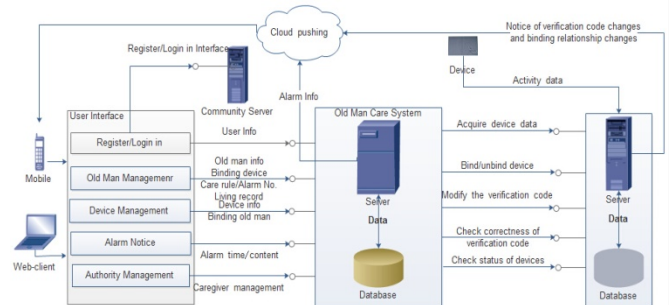 Cloud pushing
Notice of verification code changes
and binding relationship changes
Register/Login in Interface
Device
Activity data
Community Server
Alarm Info
User Interface
Old Man Care System
Register/Login in
User Info
Acquire device data
Mobile
Old Man Managemenr
Old man info
Binding device
Care rule/Alarm No.
Living record
Bind/unbind device
Server
Server
Device Management
Device info
Binding old man
Modify the verification code
Data
Data
Web-client
Alarm Notice
Alarm time/content
Check correctness of
verification code
Authority Management
Caregiver management
Check status of devices
Database
Database